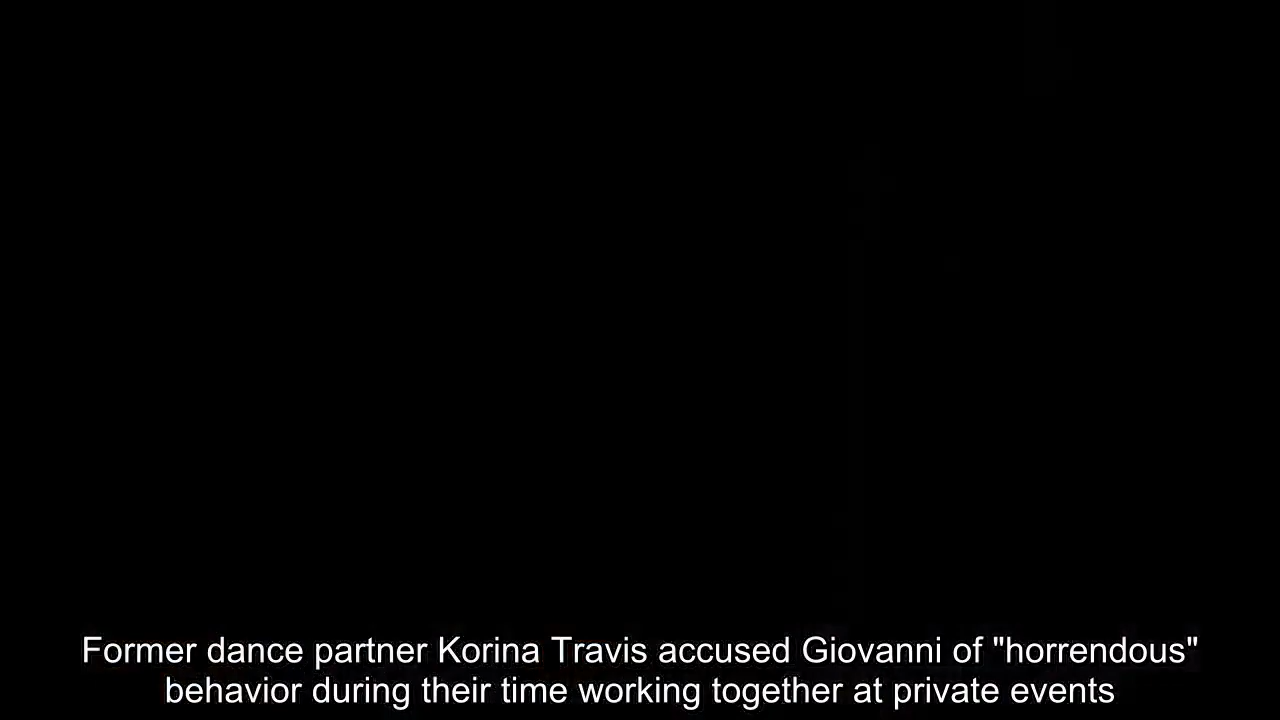 Former dance partner Korina Travis accused Giovanni of "horrendous"
behavior during their time working together at private events